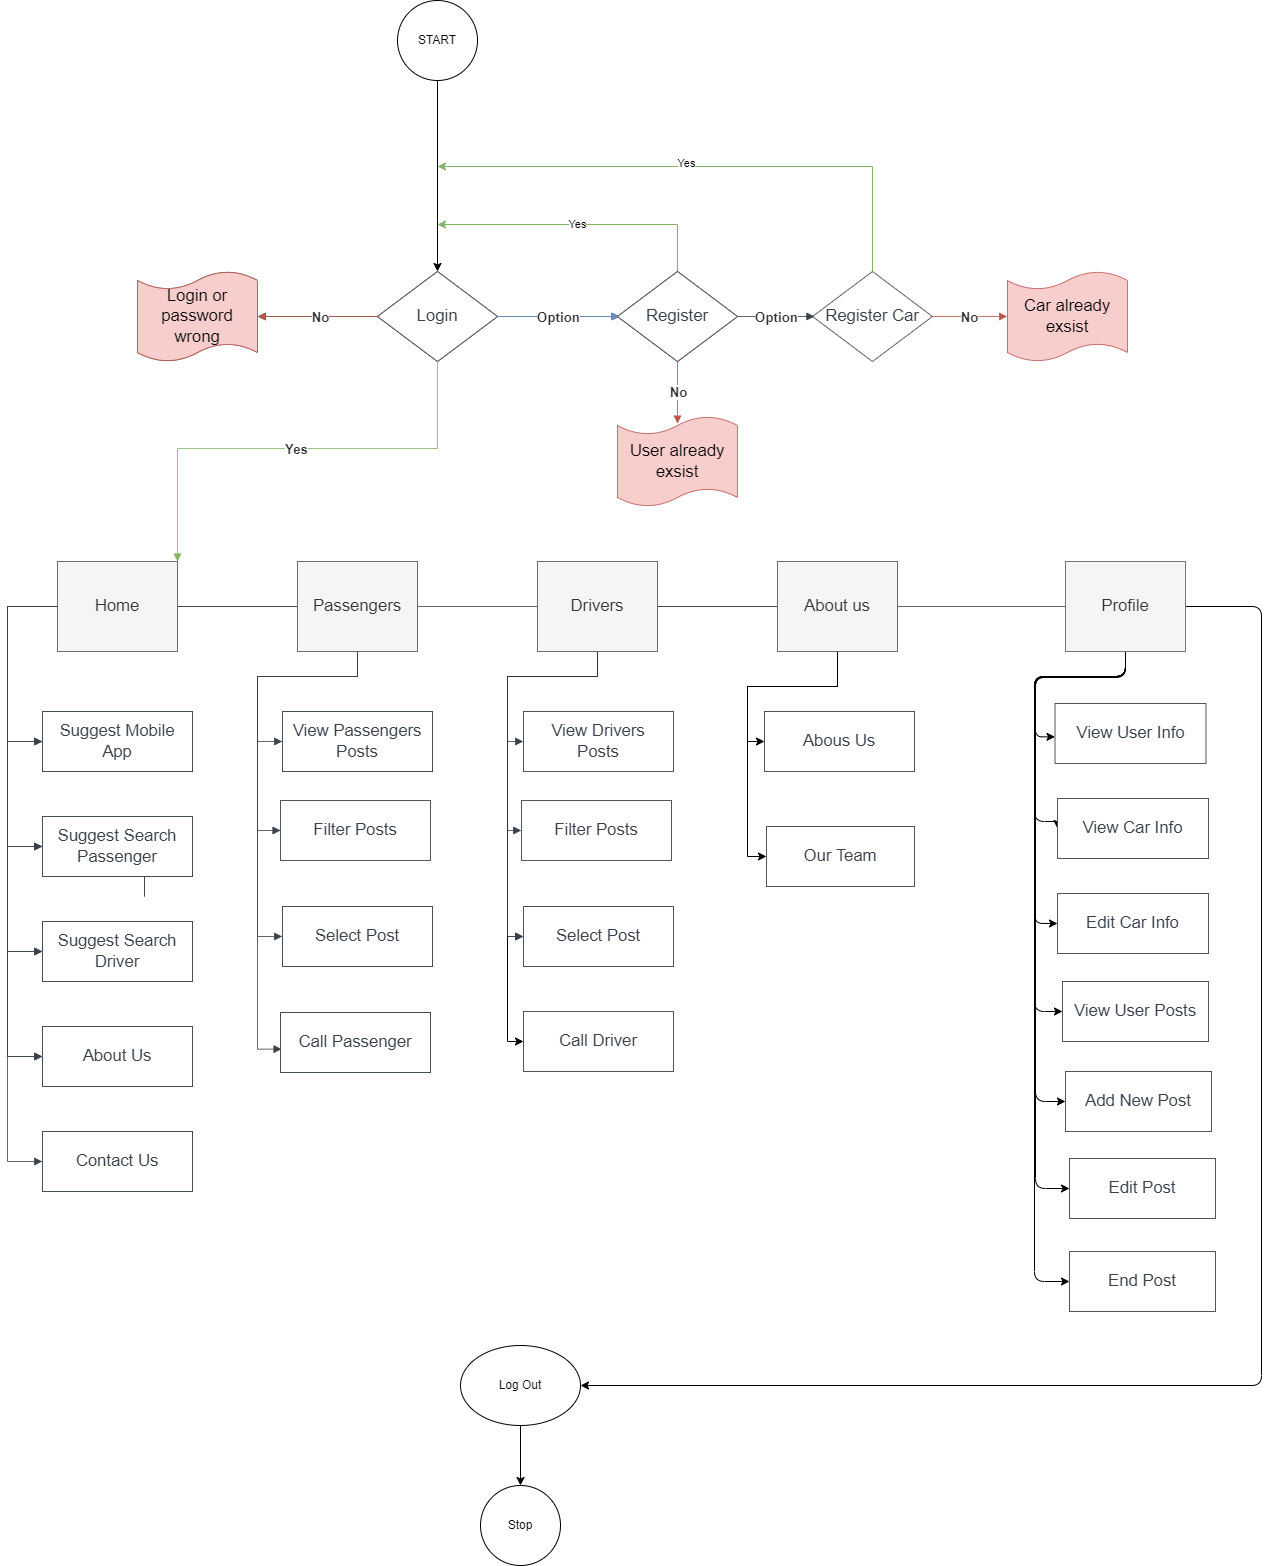 START
Yes
Yes
Login or
password
wrong
No
Login
Option
Register
Option
Register Car
No
Car already
exsist
No
User already
exsist
Yes
Home
Passengers
Drivers
About us
Profile
Suggest Mobile
App
Suggest Search
Passenger
Suggest Search
Driver
About Us
Contact Us
View Passengers
Posts
Filter Posts
Select Post
Call Passenger
View Drivers
Posts
Filter Posts
Select Post
Call Driver
Abous Us
Our Team
View User Info
View Car Info
Edit Car Info
View User Posts
Add New Post
Edit Post
End Post
Log Out
Stop